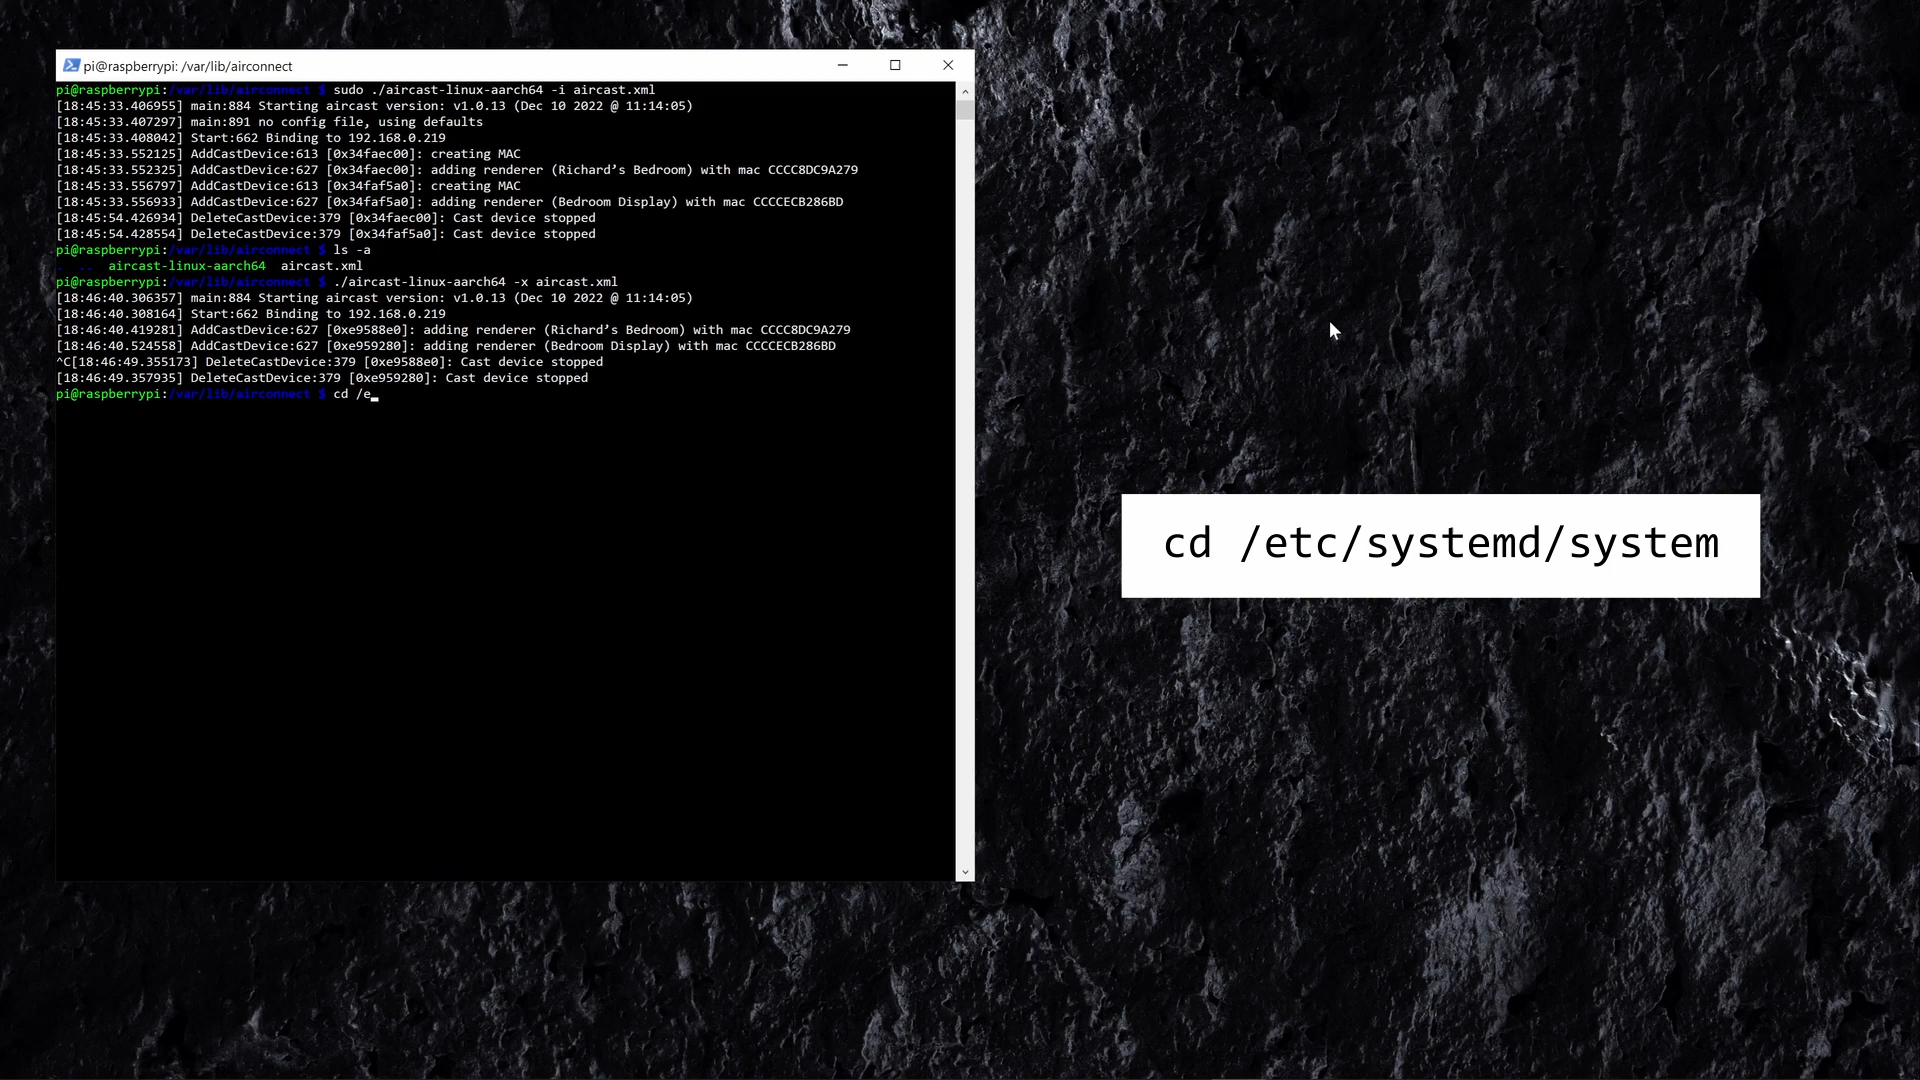 pi@raspberrypi: /var/lib/airconnect
pi@raspberrypi:/var/lib/airconnect $ sudo ./aircast-linux-aarch64 -i aircast.xml
[18:45:33.406955] main:884 Starting aircast version: v1.0.13 (Dec 10 2022 @ 11:14:05)
[18:45:33.407297] main:891 no config file, using defaults
[18:45:33.408042] Start:662 Binding to 192.168.0.219
[18:45:33.552125] AddCastDevice:613 [0x34faec00]: creating MAC
[18:45:33.552325] AddCastDevice:627 [0x34faec00]: adding renderer (Richard’s Bedroom) with mac CCCC8DC9A279
[18:45:33.556797] AddCastDevice:613 [0x34faf5a0]: creating MAC
[18:45:33.556933] AddCastDevice:627 [0x34faf5a0]: adding renderer (Bedroom Display) with mac CCCCECB286BD
[18:45:54.426934] DeleteCastDevice:379 [0x34faec00]: Cast device stopped
[18:45:54.428554] DeleteCastDevice:379 [0x34faf5a0]: Cast device stopped
pi@raspberrypi:/var/lib/airconnect $ ls -a
.  ..  aircast-linux-aarch64  aircast.xml
pi@raspberrypi:/var/lib/airconnect $ ./aircast-linux-aarch64 -x aircast.xml
[18:46:40.306357] main:884 Starting aircast version: v1.0.13 (Dec 10 2022 @ 11:14:05)
[18:46:40.308164] Start:662 Binding to 192.168.0.219
[18:46:40.419281] AddCastDevice:627 [0xe9588e0]: adding renderer (Richard’s Bedroom) with mac CCCC8DC9A279
[18:46:40.524558] AddCastDevice:627 [0xe959280]: adding renderer (Bedroom Display) with mac CCCCECB286BD
^C[18:46:49.355173] DeleteCastDevice:379 [0xe9588e0]: Cast device stopped
[18:46:49.357935] DeleteCastDevice:379 [0xe959280]: Cast device stopped
pi@raspberrypi:/var/lib/airconnect $ cd /e
cd /etc/systemd/system